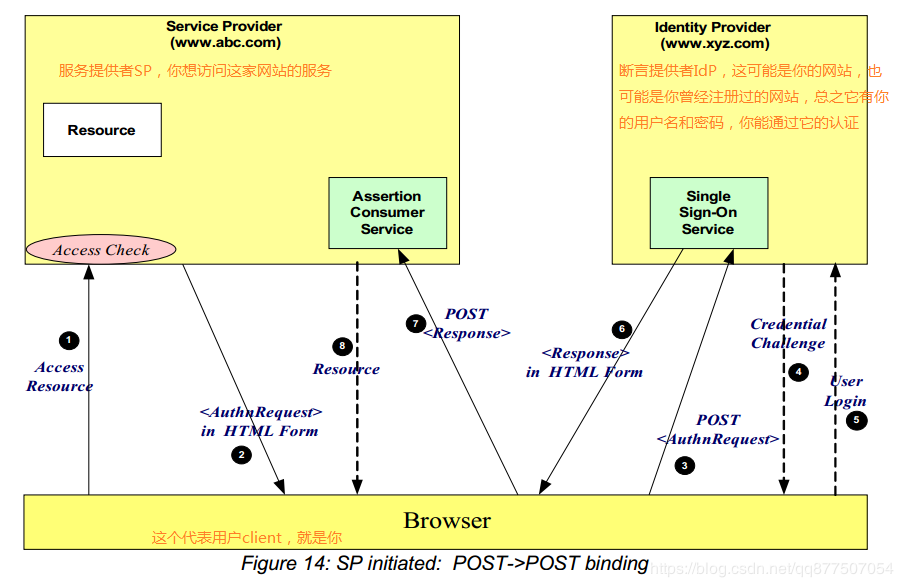 Service Provider
(www.abc.com)
服务提供者SP，你想访问这家网站的服务
Resource
Assertion
Consumer
Service
Access Check
Identity Provider
(www.xyz.com)
断言提供者IdP，这可能是你的网站，也
可能是你曾经注册过的网站，总之它有你
的用户名和密码，你能通过它的认证
Single
Sign-On
Service
1
Access
Resource
<AuthnRequest>
in HTML Form
2
8
Resource
7
POST
<Response>
6
<Response>
in HTML Form
POST
<AuthnRequest>
3
Credential
Challenge
4
User
Login
5
Browser
这个代表用户client，就是你
Figure 14: SP initiated: POST->POST binding
https://blog.csdn.net/qq877507054